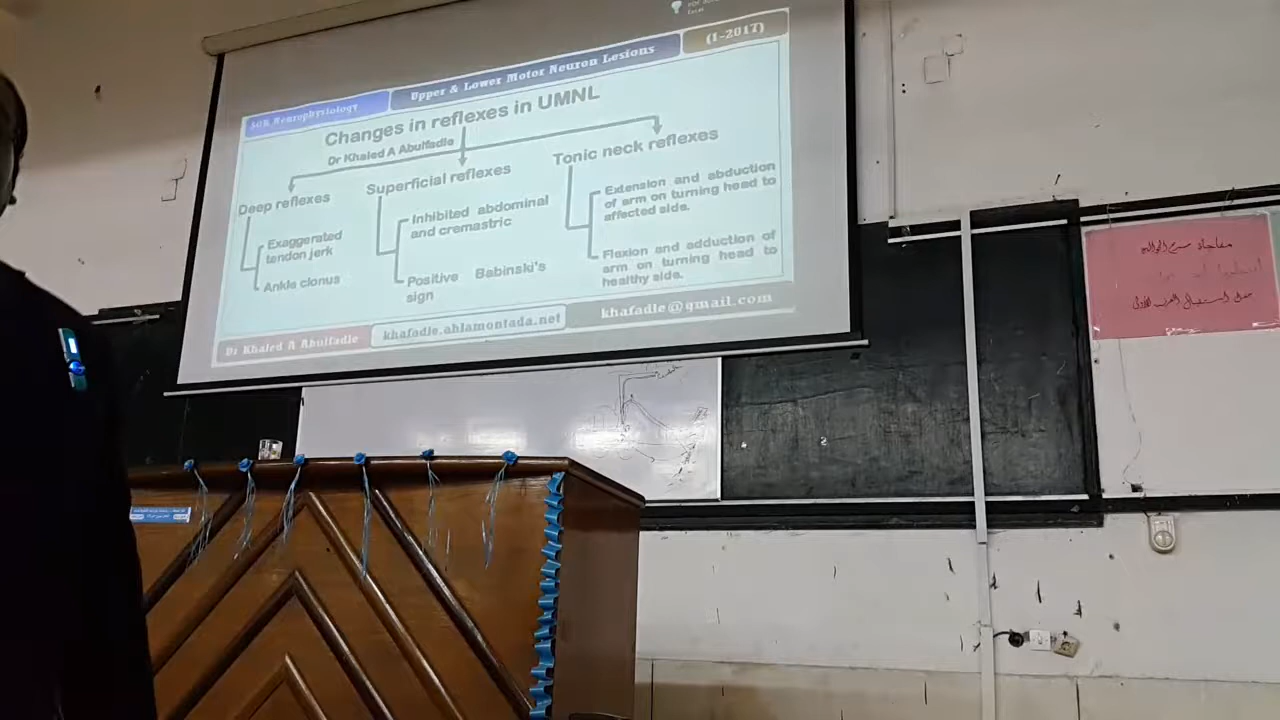 PDF
Excel
SOK Neurophysiology
Upper & Lower Motor Neuron Lesions
(1-2017)
Changes in reflexes in UMNL
Dr Khaled A Abulfadle
Deep reflexes
Exaggerated
tendon jerk
Ankle clonus
Superficial reflexes
Inhibited abdominal
and cremastric
Positive Babinski's
sign
Tonic neck reflexes
Extension and abduction
of arm on turning head to
affected side.
Flexion and adduction of
arm on turning head to
healthy side.
Dr Khaled A Abulfadle
khafadle.ahlamontada.net
khafadle@gmail.com